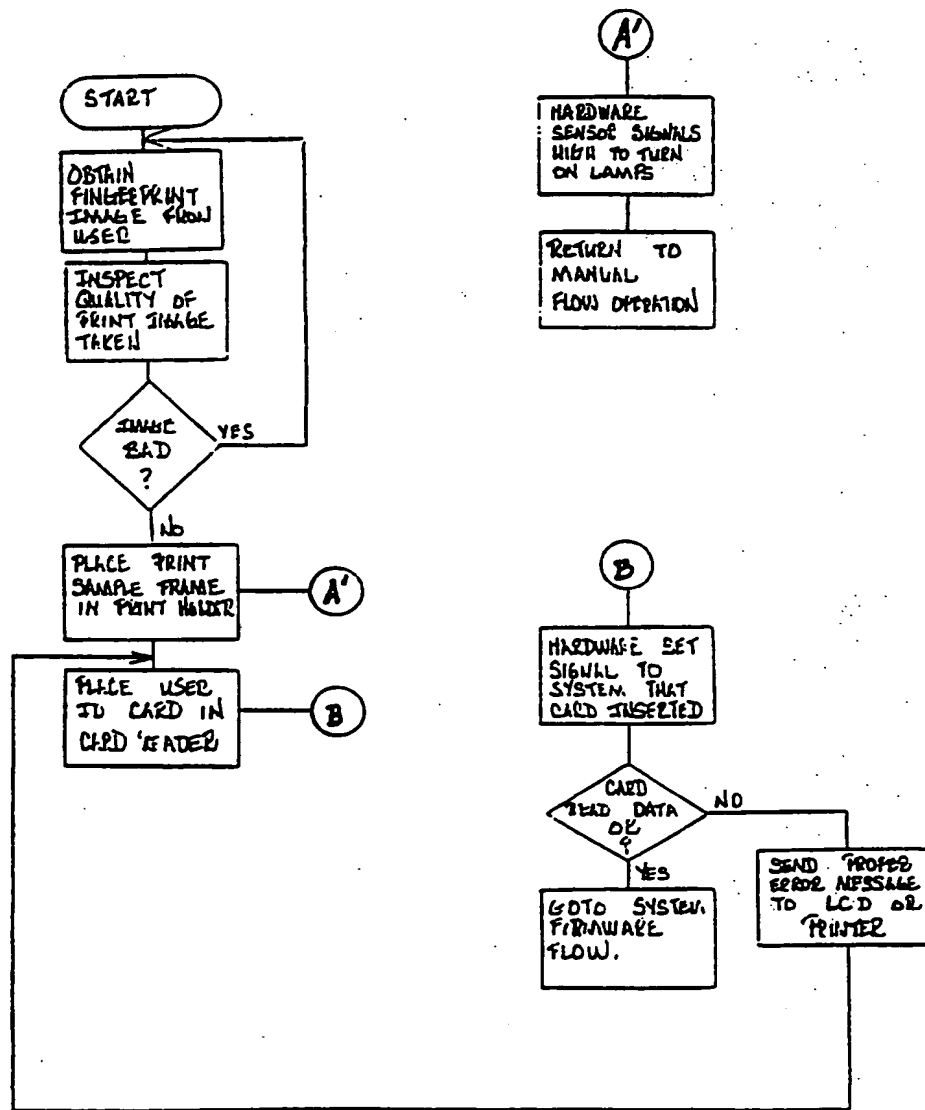 START
OBTAIN
FINGERPRINT
IMAGE FROM
USER
INSPECT
QUALITY OF
PRINT IMAGE
TAKEN
IMAGE
BAD
?
YES
NO
PLACE PRINT
SAMPLE FRAME
IN PRINT HOLDER
A'
PLACE USER
ID CARD IN
CARD READER
B
A'
HARDWARE
SENSOR SIGNALS
HIGH TO TURN
ON LAMPS
RETURN TO
MANUAL
FLOW OPERATION
B
HARDWARE SET
SIGNAL TO
SYSTEM THAT
CARD INSERTED
CARD
READ DATA
OK
?
NO
YES
SEND PROPER
ERROR MESSAGE
TO LCD OR
PRINTER
GOTO SYSTEM
FIRMWARE
FLOW.